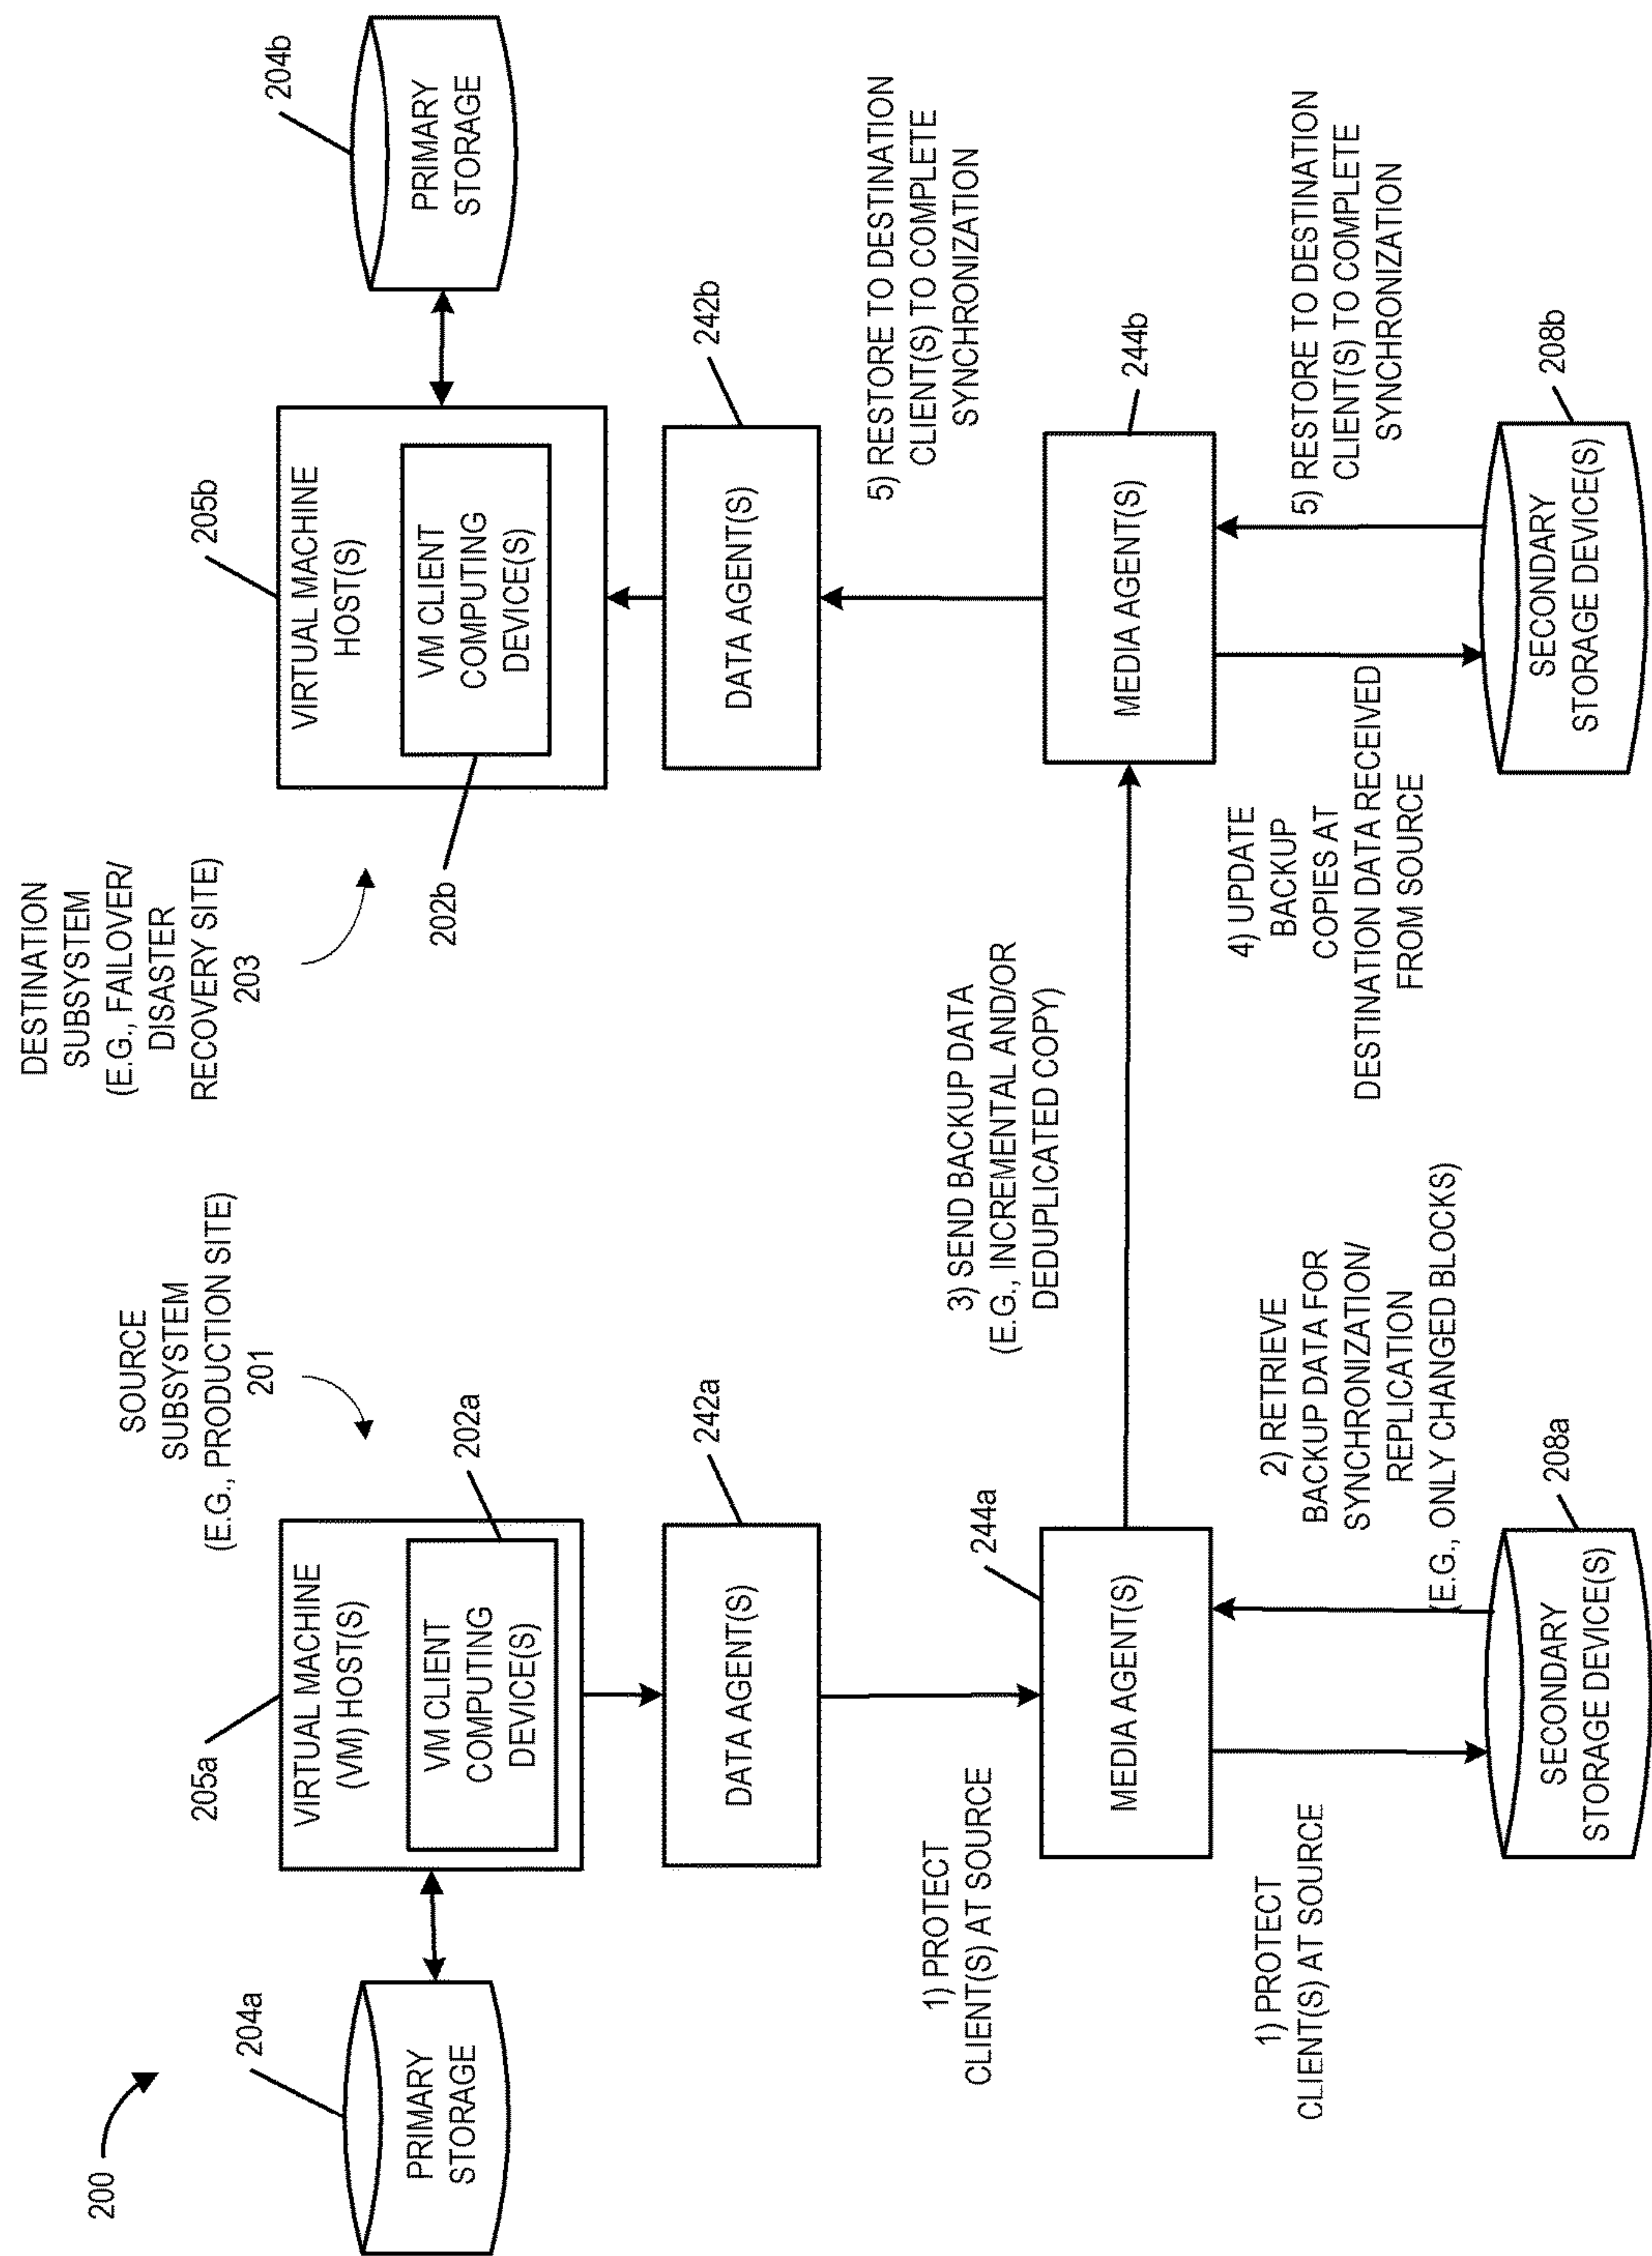 200
SOURCE
SUBSYSTEM
(E.G., PRODUCTION SITE)
201
DESTINATION
SUBSYSTEM
(E.G., FAILOVER/
DISASTER
RECOVERY SITE)
203
204a
PRIMARY
STORAGE
205a
VIRTUAL MACHINE
(VM) HOST(S)
202a
VM CLIENT
COMPUTING
DEVICE(S)
205b
VIRTUAL MACHINE
HOST(S)
VM CLIENT
COMPUTING
DEVICE(S)
202b
204b
PRIMARY
STORAGE
242a
DATA AGENT(S)
242b
DATA AGENT(S)
1) PROTECT
CLIENT(S) AT SOURCE
3) SEND BACKUP DATA
(E.G., INCREMENTAL AND/OR
DEDUPLICATED COPY)
5) RESTORE TO DESTINATION
CLIENT(S) TO COMPLETE
SYNCHRONIZATION
244a
MEDIA AGENT(S)
244b
MEDIA AGENT(S)
1) PROTECT
CLIENT(S) AT SOURCE
2) RETRIEVE
BACKUP DATA FOR
SYNCHRONIZATION/
REPLICATION
(E.G., ONLY CHANGED BLOCKS)
4) UPDATE
BACKUP
COPIES AT
DESTINATION DATA RECEIVED
FROM SOURCE
5) RESTORE TO DESTINATION
CLIENT(S) TO COMPLETE
SYNCHRONIZATION
208a
SECONDARY
STORAGE DEVICE(S)
208b
SECONDARY
STORAGE DEVICE(S)